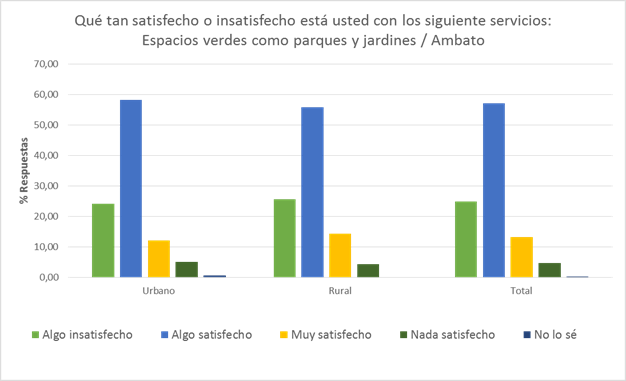 Qué tan satisfecho o insatisfecho está usted con los siguiente servicios:
Espacios verdes como parques y jardines / Ambato
70,00
60,00
50,00
40,00
30,00
20,00
10,00
0,00
% Respuestas
Urbano Rural Total
Algo insatisfecho Algo satisfecho Muy satisfecho Nada satisfecho No lo sé